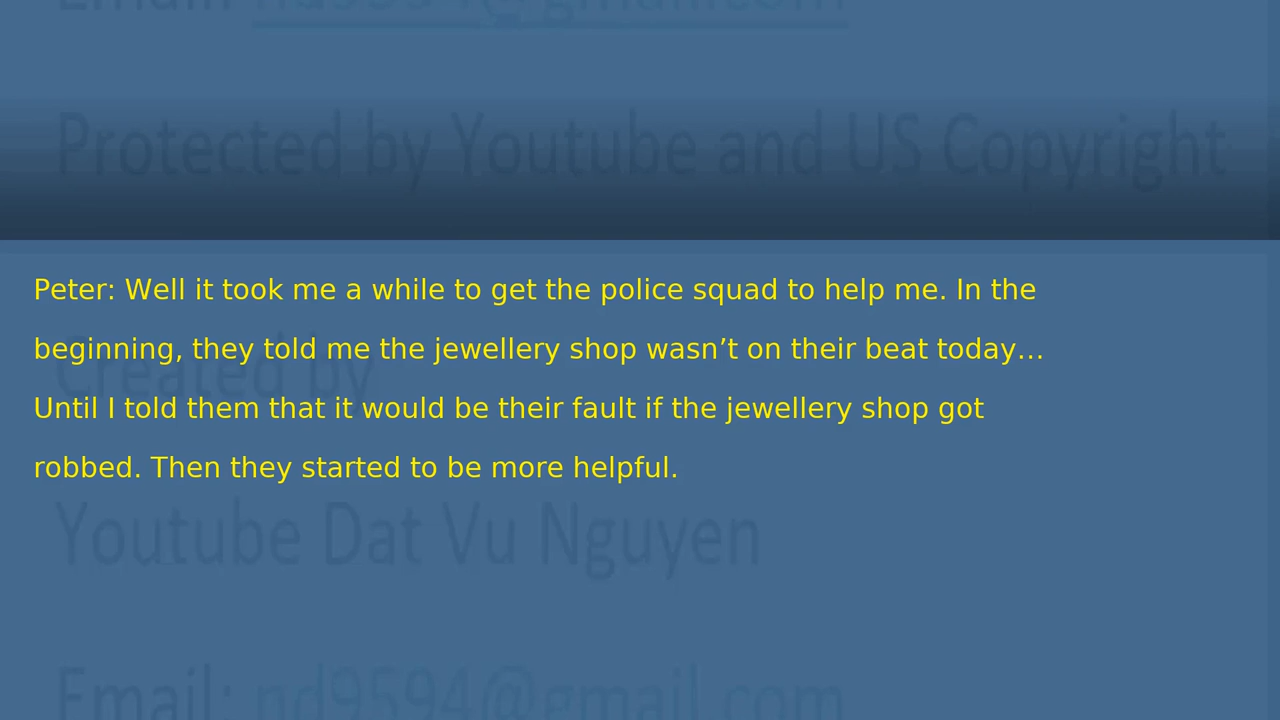 Protected by Youtube and US Copyright
Peter: Well it took me a while to get the police squad to help me. In the
beginning, they told me the jewellery shop wasn’t on their beat today…
Created by
Until I told them that it would be their fault if the jewellery shop got
robbed. Then they started to be more helpful.
Youtube Dat Vu Nguyen
Email: nd9594@gmail.com